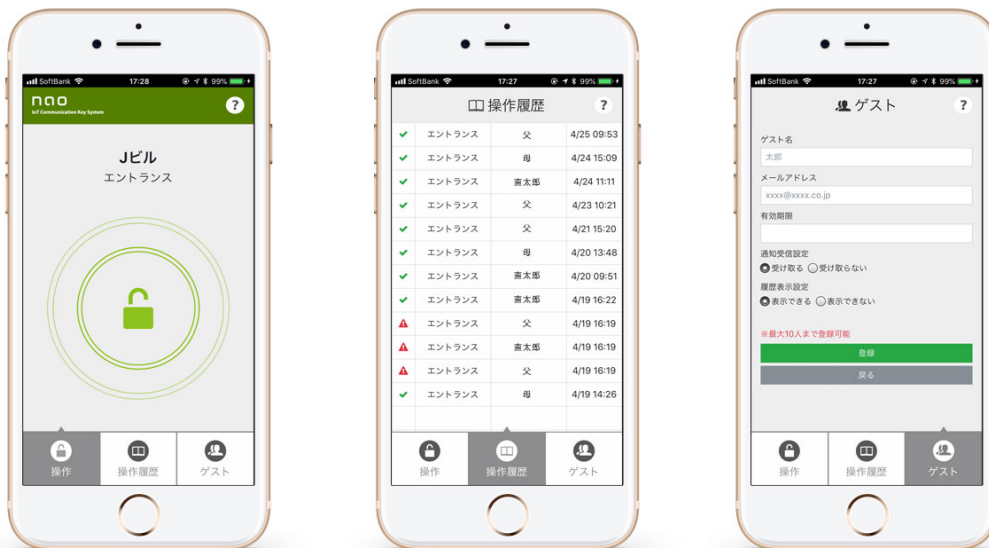 SoftBank 17:28 99%
nao
IoT Communication Key System
?
Jビル
エントランス
操作
操作履歴
ゲスト
SoftBank 17:27 99%
操作履歴 ?
エントランス 父 4/25 09:53
エントランス 母 4/24 15:09
エントランス 直太郎 4/24 11:11
エントランス 父 4/23 10:21
エントランス 父 4/21 15:20
エントランス 母 4/20 13:48
エントランス 直太郎 4/20 09:51
エントランス 直太郎 4/19 16:22
エントランス 父 4/19 16:19
エントランス 直太郎 4/19 16:19
エントランス 父 4/19 16:19
エントランス 母 4/19 14:26
操作
操作履歴
ゲスト
SoftBank 17:27 99%
ゲスト ?
ゲスト名
太郎
メールアドレス
xxxx@xxxx.co.jp
有効期限
通知受信設定
受け取る 受け取らない
履歴表示設定
表示できる 表示できない
※最大10人まで登録可能
登録
戻る
操作
操作履歴
ゲスト